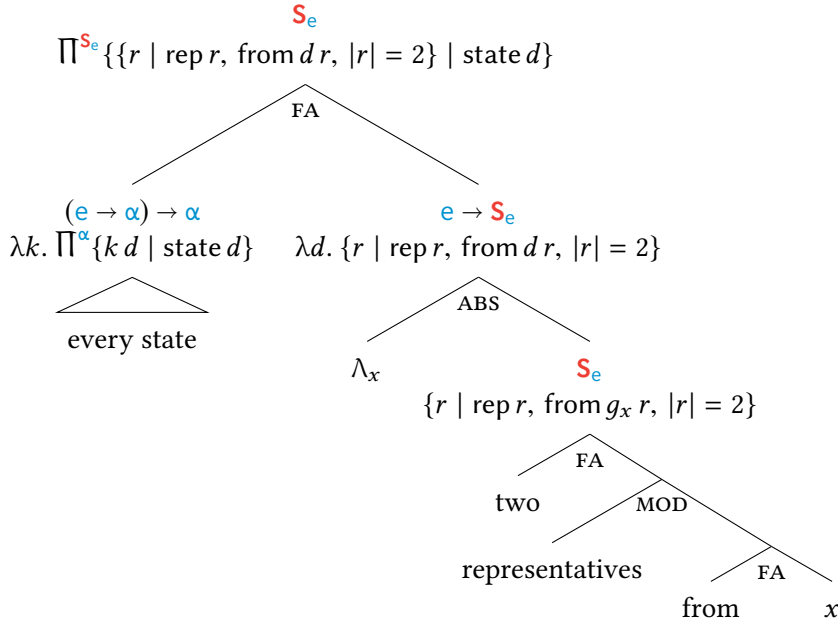 S_e
∏^{S_e} {{r | rep r, from d r, |r| = 2} | state d}
FA
(e → α) → α
e → S_e
λk. ∏^α {k d | state d}
λd. {r | rep r, from d r, |r| = 2}
ABS
every state
Λ_x
S_e
{r | rep r, from g_x r, |r| = 2}
FA
two
MOD
representatives
FA
from
x